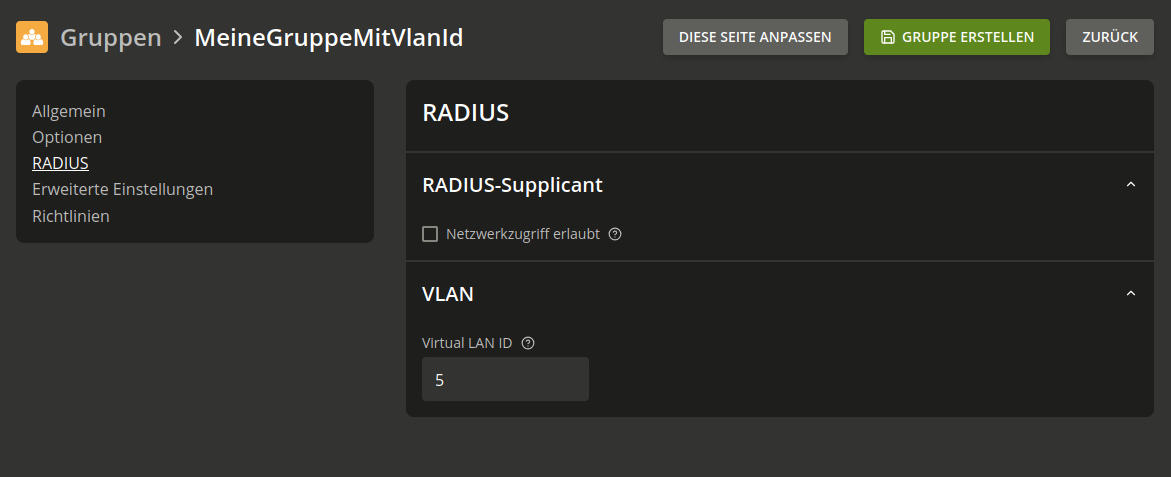 Gruppen > MeineGruppeMitVlanId
DIESE SEITE ANPASSEN
GRUPPE ERSTELLEN
ZURÜCK
Allgemein
Optionen
RADIUS
Erweiterte Einstellungen
Richtlinien
RADIUS
RADIUS-Supplicant
Netzwerkzugriff erlaubt
VLAN
Virtual LAN ID
5